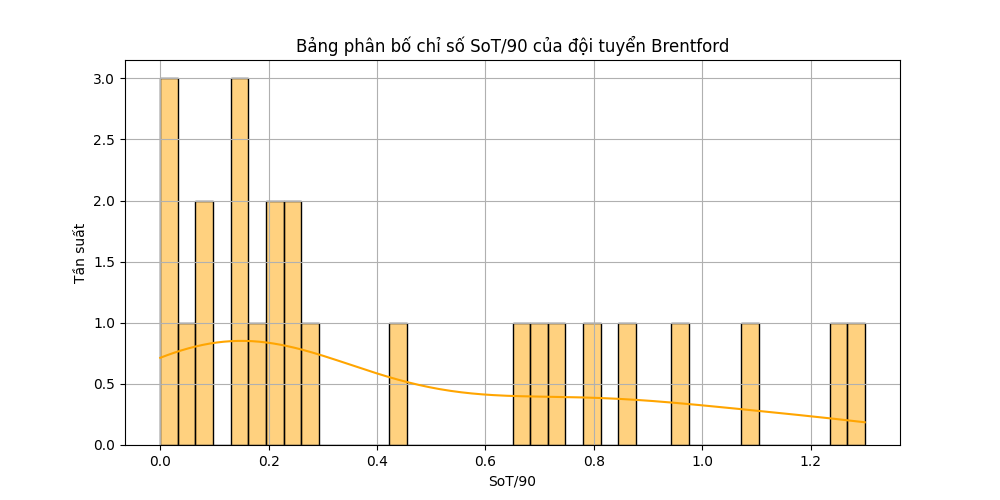 Bảng phân bố chỉ số SoT/90 của đội tuyển Brentford
Tần suất
3.0
2.5
2.0
1.5
1.0
0.5
0.0
0.0 0.2 0.4 0.6 0.8 1.0 1.2
SoT/90